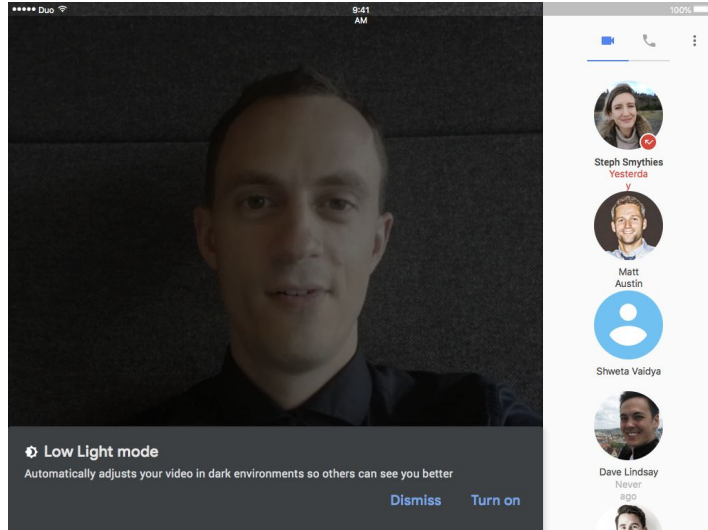 Duo
9:41
AM
100%
Steph Smythies
Yesterda
y
Matt
Austin
Shweta Vaidya
Dave Lindsay
Never
ago
Low Light mode
Automatically adjusts your video in dark environments so others can see you better
Dismiss Turn on